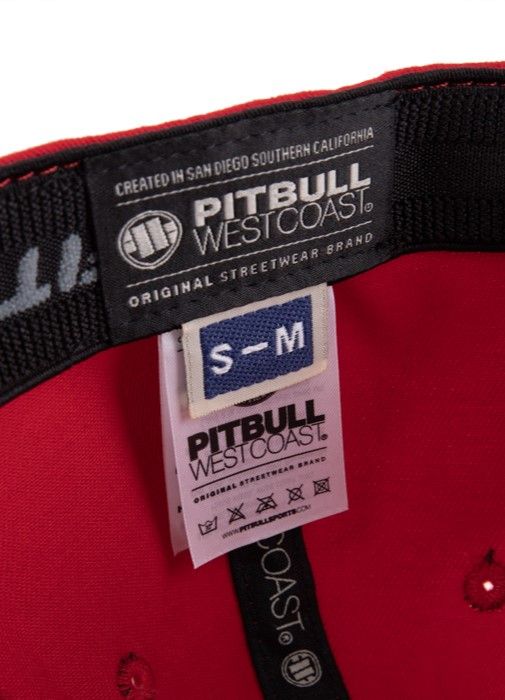 CREATED IN SAN DIEGO SOUTHERN CALIFORNIA
PITBULL
WESTCOAST®
ORIGINAL STREETWEAR BRAND
S-M
PITBULL
WESTCOAST®
ORIGINAL STREETWEAR BRAND
WWW.PITBULLSPORTS.COM
COAST®